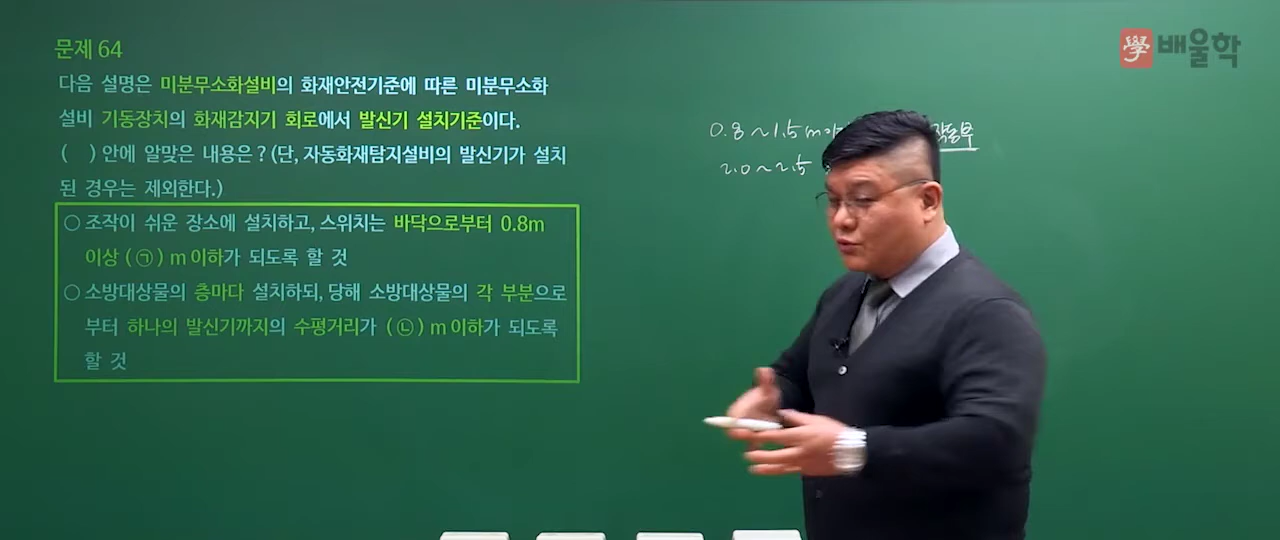 문제 64
學 배울학
다음 설명은 미분무소화설비의 화재안전기준에 따른 미분무소화
설비 기동장치의 화재감지기 회로에서 발신기 설치기준이다.
( ) 안에 알맞은 내용은? (단, 자동화재탐지설비의 발신기가 설치
된 경우는 제외한다.)
○ 조작이 쉬운 장소에 설치하고, 스위치는 바닥으로부터 0.8m
이상 ( ㉠ ) m 이하가 되도록 할 것
○ 소방대상물의 층마다 설치하되, 당해 소방대상물의 각 부분으로
부터 하나의 발신기까지의 수평거리가 ( ㉡ ) m 이하가 되도록
할 것
0.8 ~ 1.5m
2.0 ~ 2.5